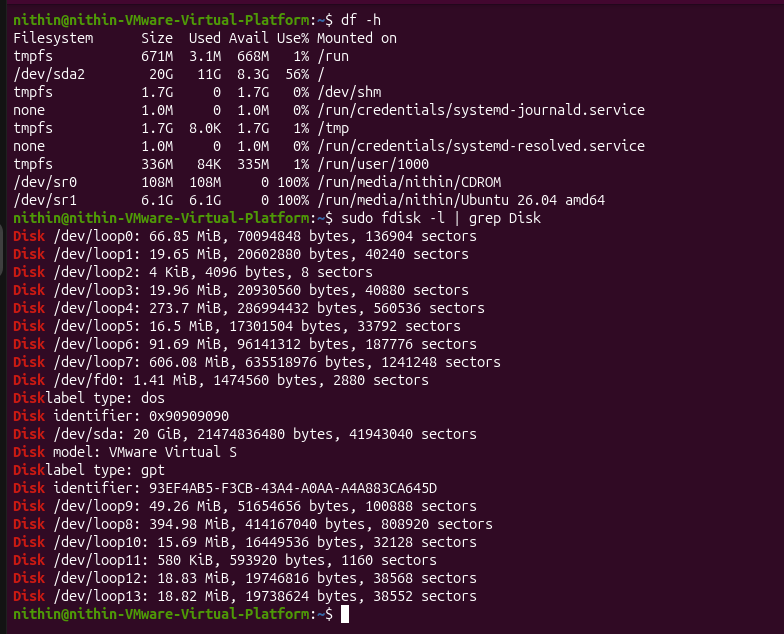 nithin@nithin-VMware-Virtual-Platform:~$ df -h
Filesystem      Size  Used Avail Use% Mounted on
tmpfs           671M  3.1M  668M   1% /run
/dev/sda2        20G   11G  8.3G  56% /
tmpfs           1.7G     0  1.7G   0% /dev/shm
none            1.0M     0  1.0M   0% /run/credentials/systemd-journald.service
tmpfs           1.7G  8.0K  1.7G   1% /tmp
none            1.0M     0  1.0M   0% /run/credentials/systemd-resolved.service
tmpfs           336M   84K  335M   1% /run/user/1000
/dev/sr0        108M  108M     0 100% /run/media/nithin/CDROM
/dev/sr1        6.1G  6.1G     0 100% /run/media/nithin/Ubuntu 26.04 amd64
nithin@nithin-VMware-Virtual-Platform:~$ sudo fdisk -l | grep Disk
Disk /dev/loop0: 66.85 MiB, 70094848 bytes, 136904 sectors
Disk /dev/loop1: 19.65 MiB, 20602880 bytes, 40240 sectors
Disk /dev/loop2: 4 KiB, 4096 bytes, 8 sectors
Disk /dev/loop3: 19.96 MiB, 20930560 bytes, 40880 sectors
Disk /dev/loop4: 273.7 MiB, 286994432 bytes, 560536 sectors
Disk /dev/loop5: 16.5 MiB, 17301504 bytes, 33792 sectors
Disk /dev/loop6: 91.69 MiB, 96141312 bytes, 187776 sectors
Disk /dev/loop7: 606.08 MiB, 635518976 bytes, 1241248 sectors
Disk /dev/fd0: 1.41 MiB, 1474560 bytes, 2880 sectors
Disklabel type: dos
Disk identifier: 0x90909090
Disk /dev/sda: 20 GiB, 21474836480 bytes, 41943040 sectors
Disk model: VMware Virtual S
Disklabel type: gpt
Disk identifier: 93EF4AB5-F3CB-43A4-A0AA-A4A883CA645D
Disk /dev/loop9: 49.26 MiB, 51654656 bytes, 100888 sectors
Disk /dev/loop8: 394.98 MiB, 414167040 bytes, 808920 sectors
Disk /dev/loop10: 15.69 MiB, 16449536 bytes, 32128 sectors
Disk /dev/loop11: 580 KiB, 593920 bytes, 1160 sectors
Disk /dev/loop12: 18.83 MiB, 19746816 bytes, 38568 sectors
Disk /dev/loop13: 18.82 MiB, 19738624 bytes, 38552 sectors
nithin@nithin-VMware-Virtual-Platform:~$